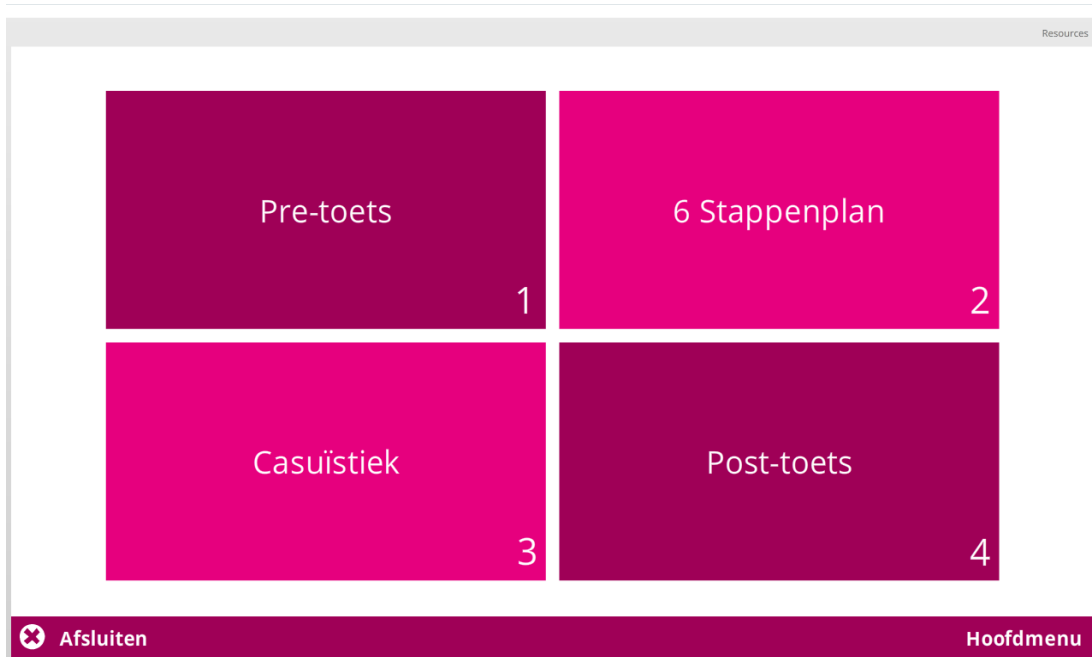 Resources
Pre-toets
1
6 Stappenplan
2
Casuïstiek
3
Post-toets
4
Afsluiten
Hoofdmenu